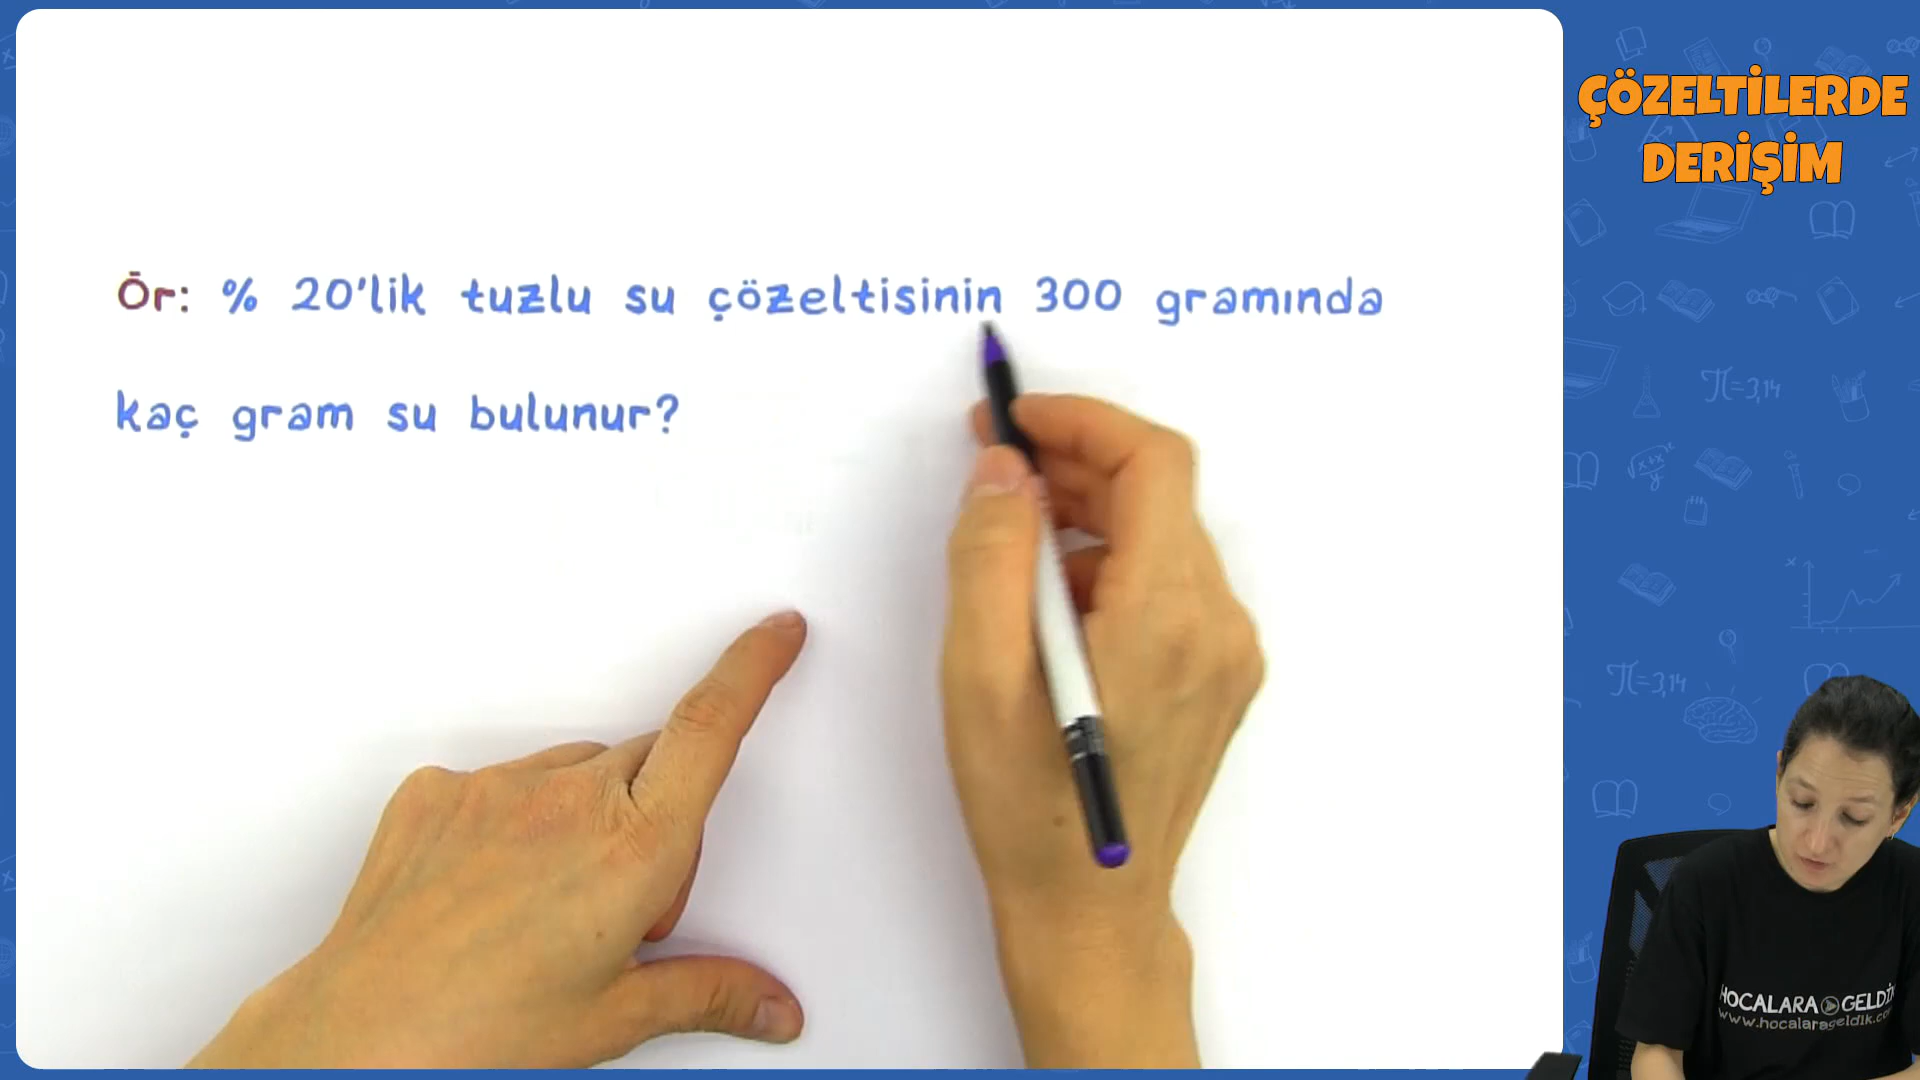 ÇÖZELTİLERDE
DERİŞİM
Ör: % 20'lik tuzlu su çözeltisinin 300 gramında
kaç gram su bulunur?
π=3,14
π=3,14
HOCALARA GELDİK
www.hocalarageldik.co